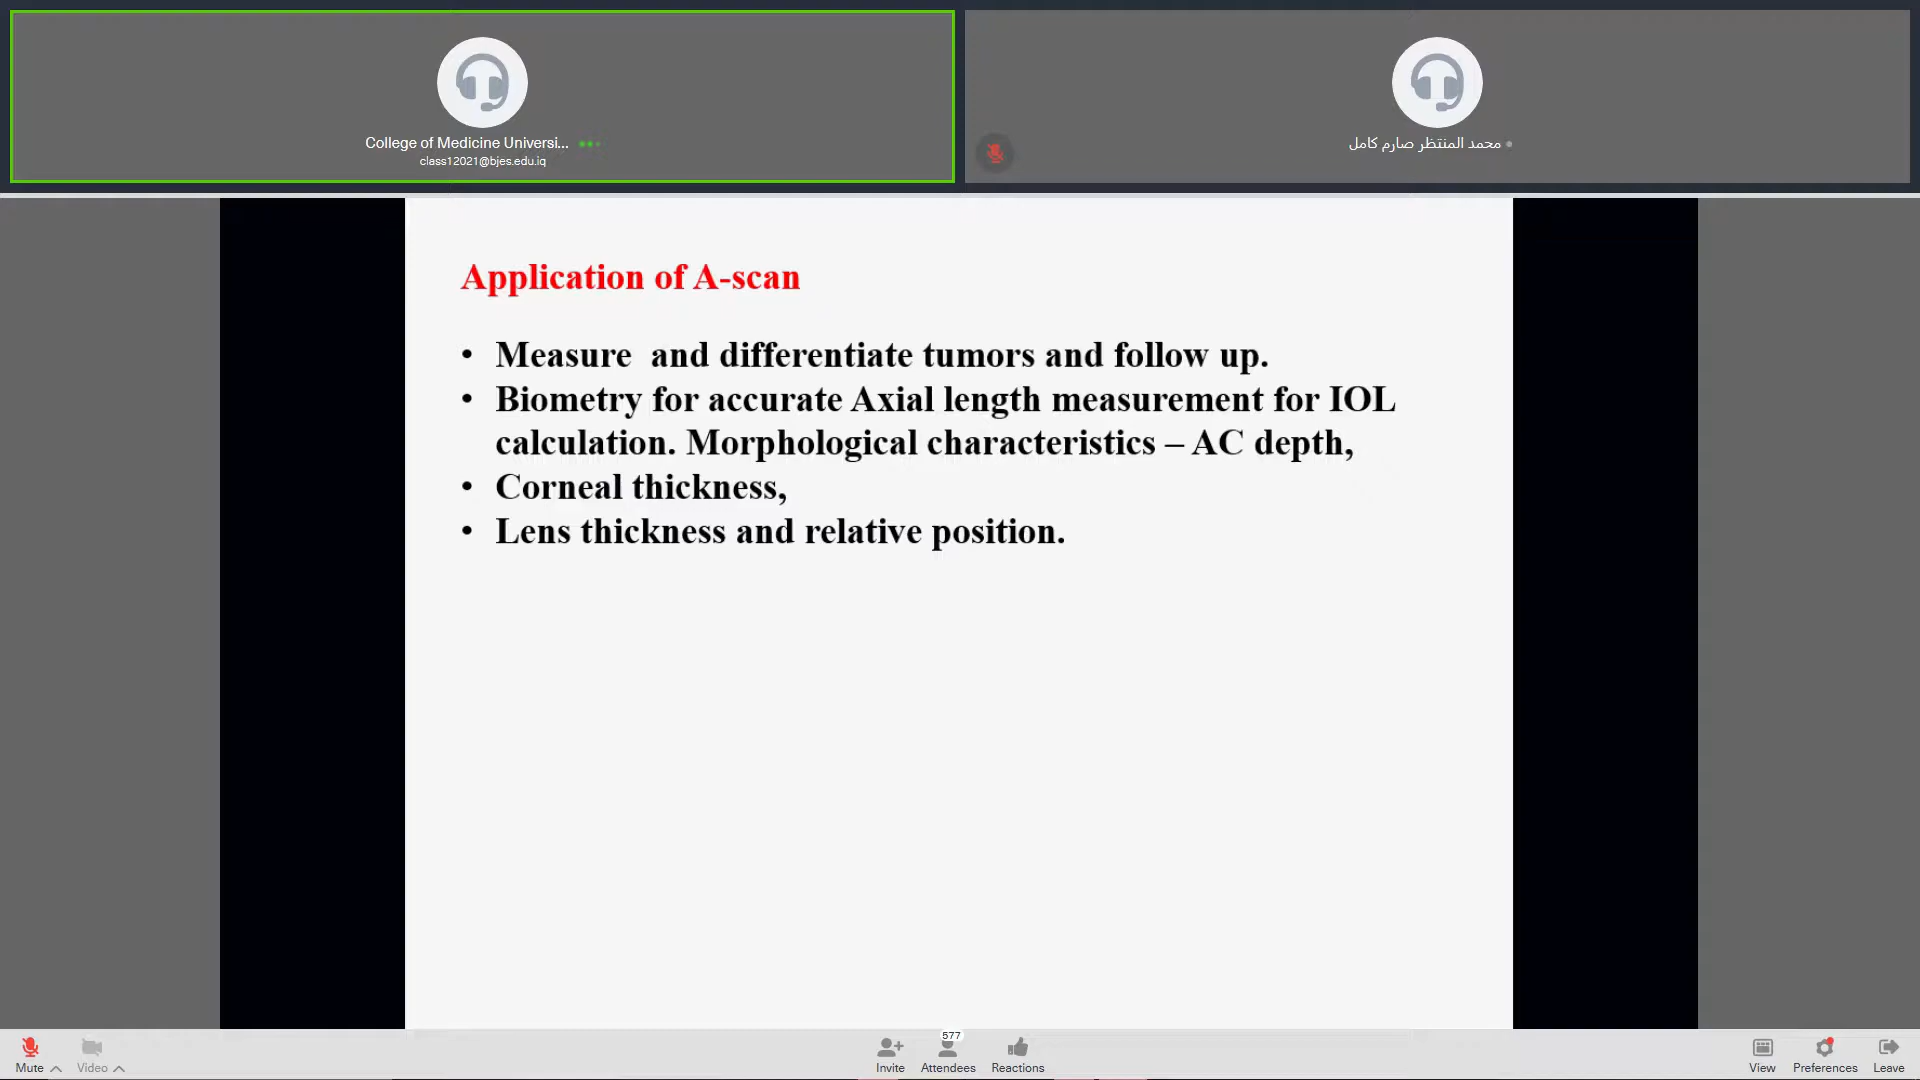 College of Medicine Universi...
class12021@bjes.edu.iq
محمد المنتظر صارم كامل
Application of A-scan
• Measure and differentiate tumors and follow up.
• Biometry for accurate Axial length measurement for IOL
calculation. Morphological characteristics – AC depth,
• Corneal thickness,
• Lens thickness and relative position.
577
Mute
Video
Invite
Attendees
Reactions
View
Preferences
Leave